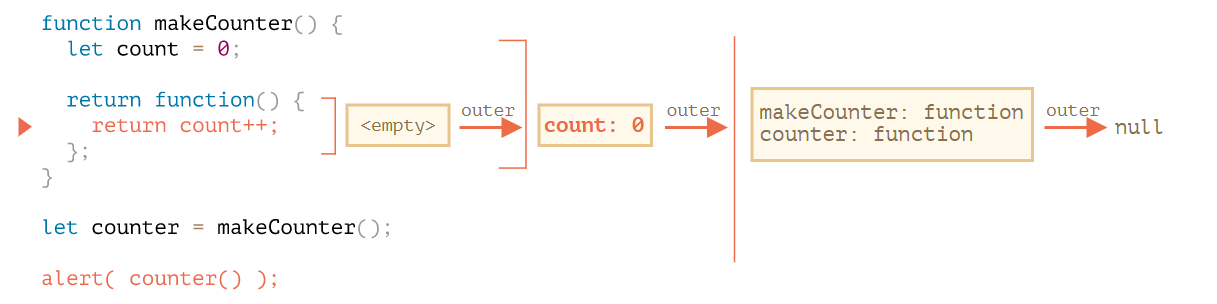 function makeCounter() {
let count = 0;
return function() {
return count++;
};
}
let counter = makeCounter();
alert( counter() );
<empty>
outer
count: 0
outer
makeCounter: function
counter: function
outer
null